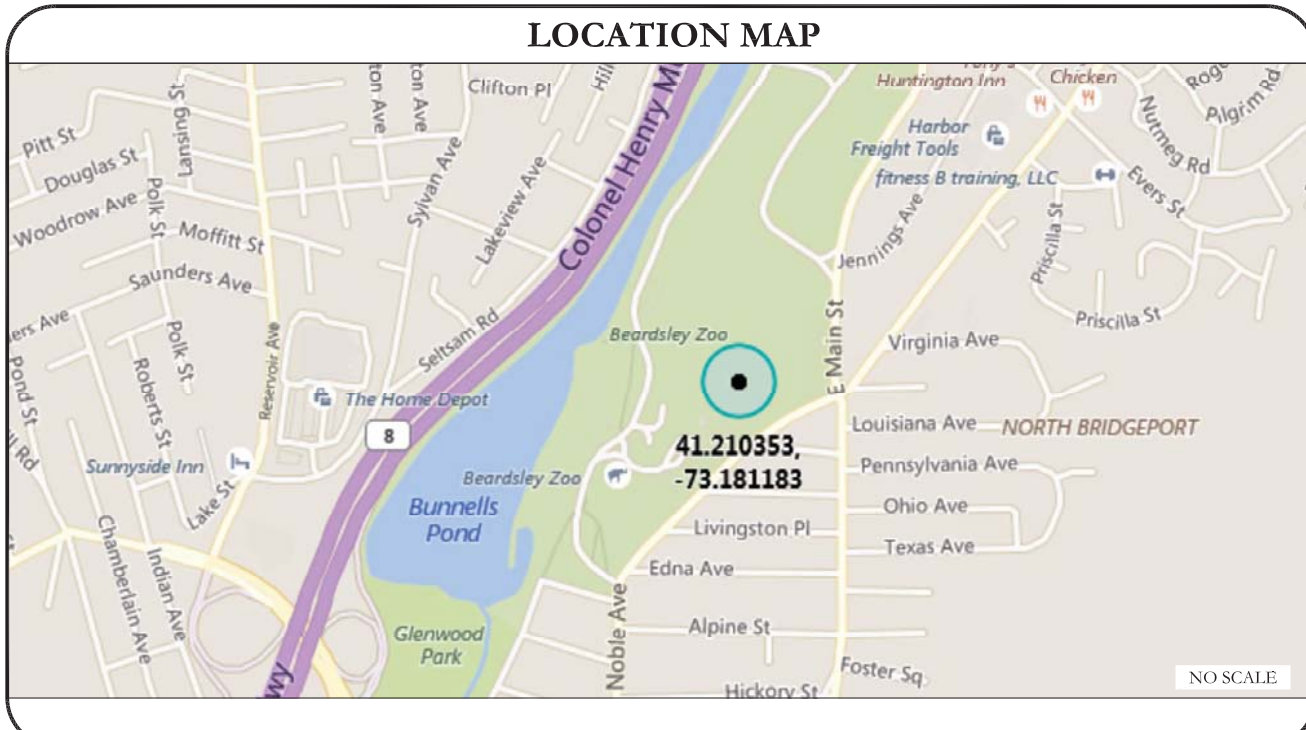 LOCATION MAP
Huntington Inn
Chicken
Pilgrim Rd
Clifton Pl
Lansing St
Pitt St
Harbor
Freight Tools
Nutmeg Rd
Douglas St
fitness B training, LLC
Evers St
Polk St
Sylvan Ave
Lakeview Ave
Colonel Henry
Woodrow Ave
Moffitt St
Jennings Ave
Priscilla St
Saunders Ave
Priscilla St
Beardsley Zoo
Virginia Ave
E Main St
Polk St
Pond St
Roberts St
Reservoir Ave
Seltsam Rd
The Home Depot
8
41.210353,
-73.181183
Louisiana Ave
NORTH BRIDGEPORT
Sunnyside Inn
Beardsley Zoo
Pennsylvania Ave
Lake St
Bunnells
Pond
Ohio Ave
Livingston Pl
Texas Ave
Chamberlain Ave
Indian Ave
Edna Ave
Noble Ave
Glenwood
Park
Alpine St
Foster Sq
Hickory St
NO SCALE